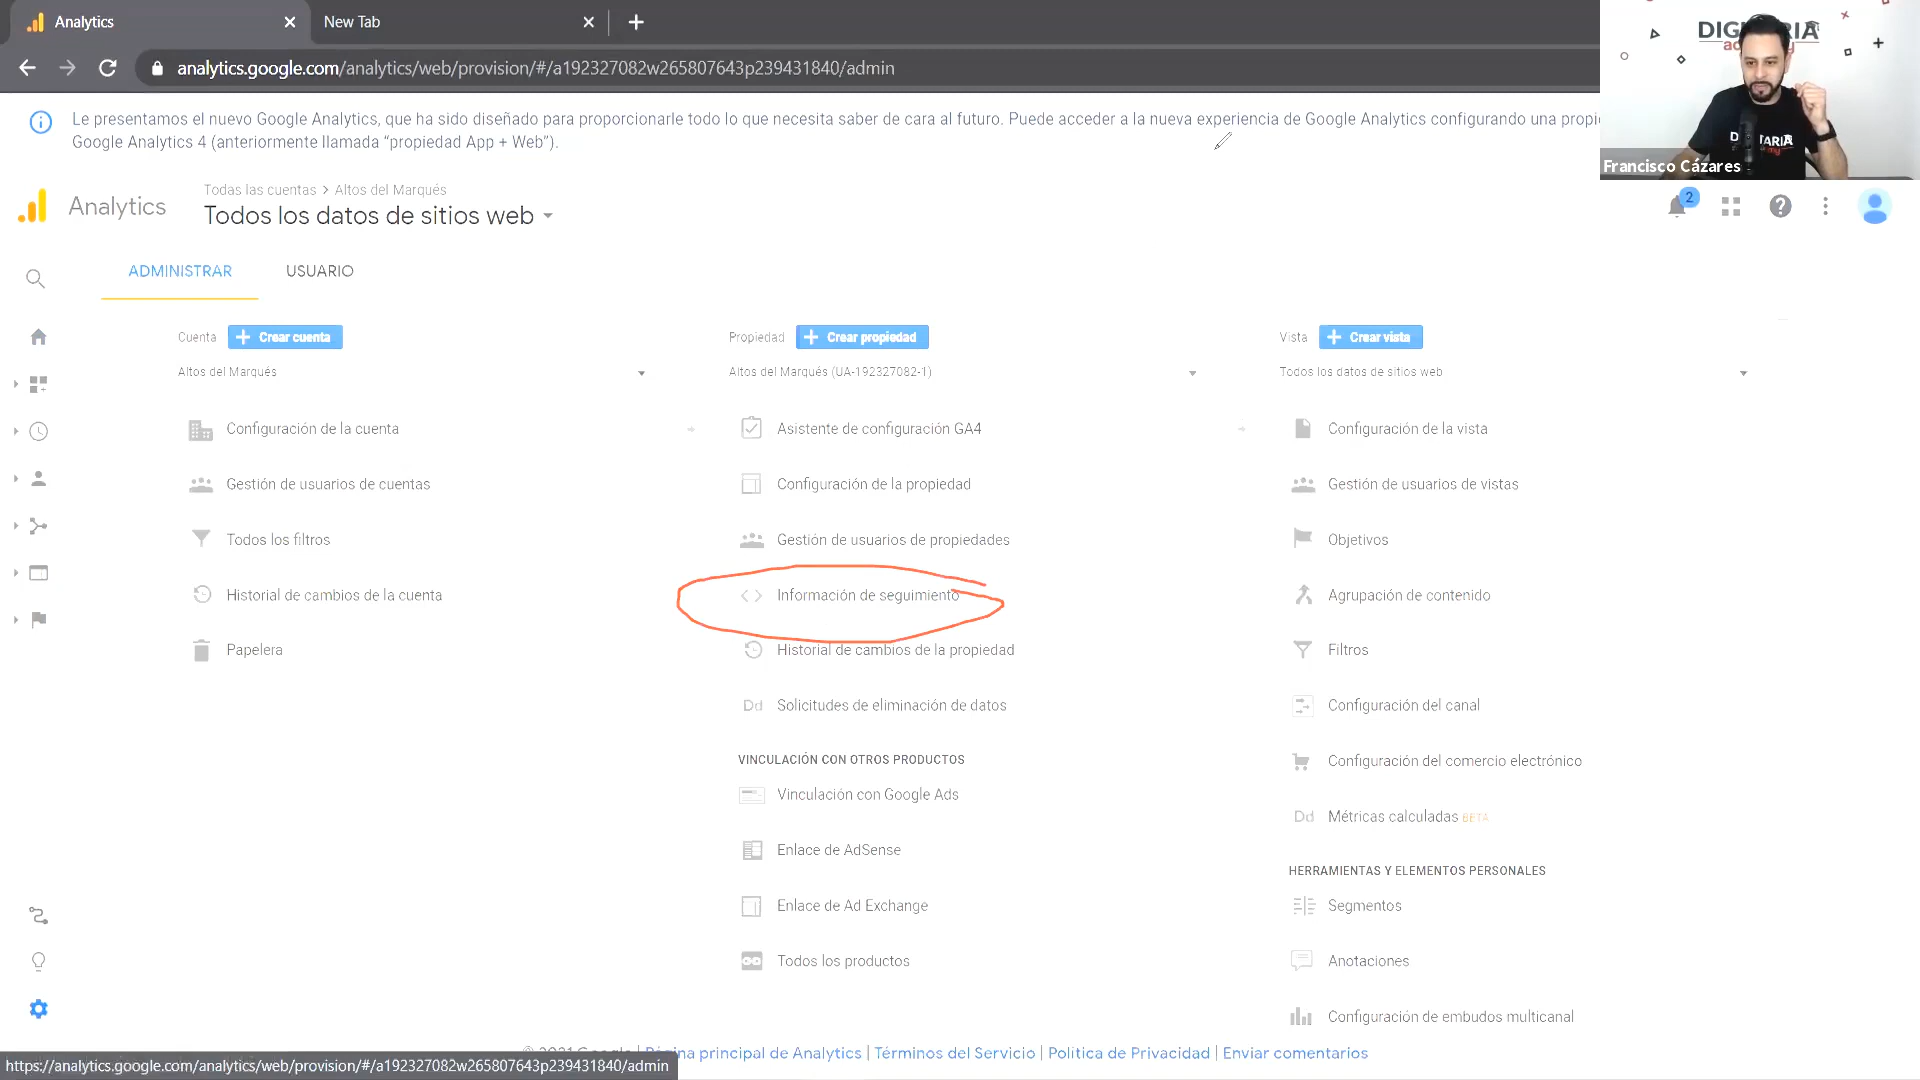 Analytics
New Tab
analytics.google.com/analytics/web/provision/#/a192327082w265807643p239431840/admin
Francisco Cázares
Le presentamos el nuevo Google Analytics, que ha sido diseñado para proporcionarle todo lo que necesita saber de cara al futuro. Puede acceder a la nueva experiencia de Google Analytics configurando una
Google Analytics 4 (anteriormente llamada “propiedad App + Web”).
Analytics
Todas las cuentas > Altos del Marqués
Todos los datos de sitios web
2
ADMINISTRAR
USUARIO
Cuenta
+ Crear cuenta
Altos del Marqués
Configuración de la cuenta
Gestión de usuarios de cuentas
Todos los filtros
Historial de cambios de la cuenta
Papelera
Propiedad
+ Crear propiedad
Altos del Marqués (UA-192327082-1)
Asistente de configuración GA4
Configuración de la propiedad
Gestión de usuarios de propiedades
Información de seguimiento
Historial de cambios de la propiedad
Dd Solicitudes de eliminación de datos
VINCULACIÓN CON OTROS PRODUCTOS
Vinculación con Google Ads
Enlace de AdSense
Enlace de Ad Exchange
Todos los productos
Vista
+ Crear vista
Todos los datos de sitios web
Configuración de la vista
Gestión de usuarios de vistas
Objetivos
Agrupación de contenido
Filtros
Configuración del canal
Configuración del comercio electrónico
Dd Métricas calculadas BETA
HERRAMIENTAS Y ELEMENTOS PERSONALES
Segmentos
Anotaciones
Configuración de embudos multicanal
principal de Analytics | Términos del Servicio | Política de Privacidad | Enviar comentarios
https://analytics.google.com/analytics/web/provision/#/a192327082w265807643p239431840/admin